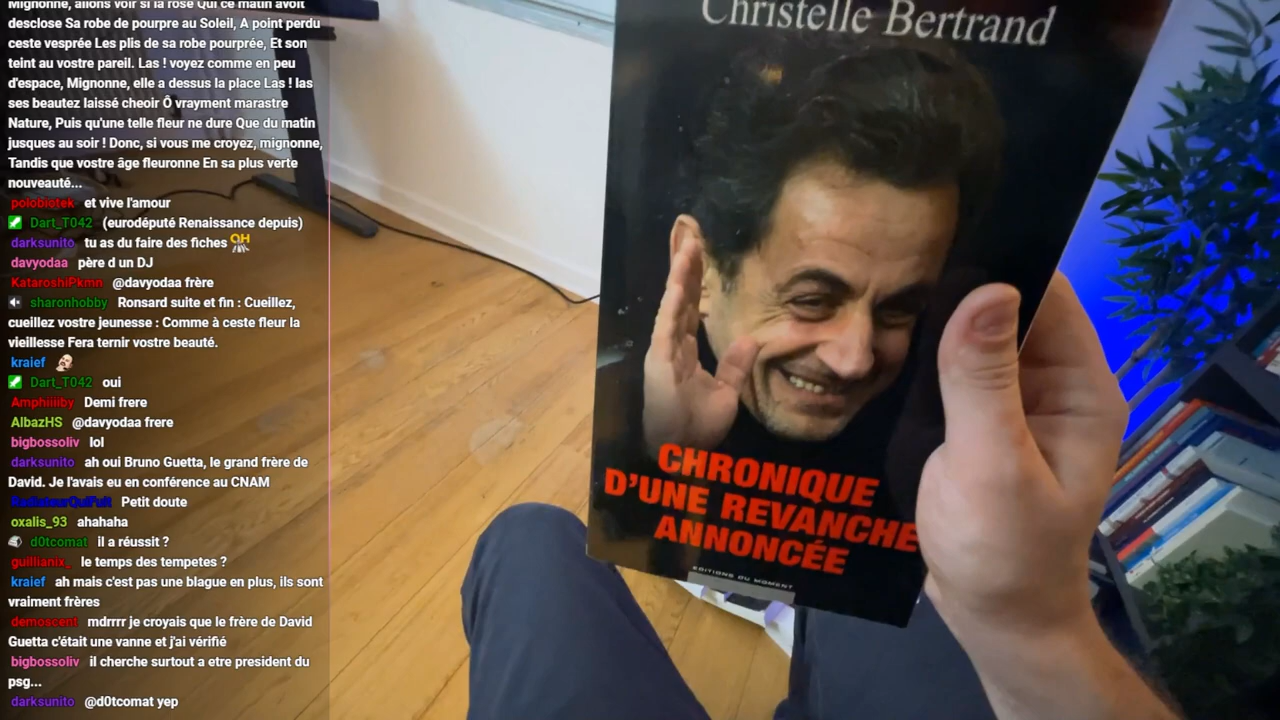 Mignonne, allons voir si la rose Qui ce matin avoit
desclose Sa robe de pourpre au Soleil, A point perdu
ceste vesprée Les plis de sa robe pourprée, Et son
teint au vostre pareil. Las ! voyez comme en peu
d'espace, Mignonne, elle a dessus la place Las ! las
ses beautez laissé cheoir Ô vrayment marastre
Nature, Puis qu'une telle fleur ne dure Que du matin
jusques au soir ! Donc, si vous me croyez, mignonne,
Tandis que vostre âge fleuronne En sa plus verte
nouveauté...
polobiotek et vive l'amour
Dart_T042 (eurodéputé Renaissance depuis)
darksunito tu as du faire des fiches
davyodaa père d un DJ
KataroshiPkmn @davyodaa frère
sharonhobby Ronsard suite et fin : Cueillez,
cueillez vostre jeunesse : Comme à ceste fleur la
vieillesse Fera ternir vostre beauté.
kraief
Dart_T042 oui
Amphiiiiby Demi frere
AlbazHS @davyodaa frere
bigbossoliv lol
darksunito ah oui Bruno Guetta, le grand frère de
David. Je l'avais eu en conférence au CNAM
RadiateurQuiFuit Petit doute
oxalis_93 ahahaha
d0tcomat il a réussit ?
guillianix_ le temps des tempetes ?
kraief ah mais c'est pas une blague en plus, ils sont
vraiment frères
demoscent mdrrrr je croyais que le frère de David
Guetta c'était une vanne et j'ai vérifié
bigbossoliv il cherche surtout a etre president du
psg...
darksunito @d0tcomat yep
Christelle Bertrand
CHRONIQUE
D'UNE REVANCHE
ANNONCÉE
EDITIONS DU MOMENT